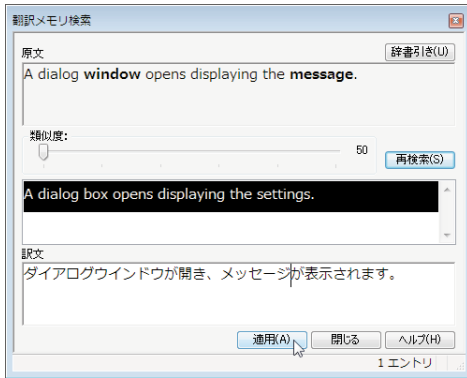 翻訳メモリ検索
原文
辞書引き(U)
A dialog window opens displaying the message.
類似度:
50
再検索(S)
A dialog box opens displaying the settings.
訳文
ダイアログウインドウが開き、メッセージが表示されます。
適用(A)
閉じる
ヘルプ(H)
1 エントリ